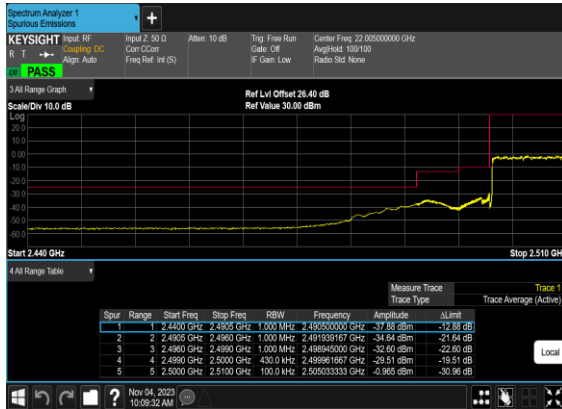 Spectrum Analyzer 1
Spurious Emissions
+
KEYSIGHT Input: RF Input Z: 50 Ω Atten: 10 dB Trig: Free Run Center Freq: 22.005000000 GHz
R T Coupling: DC Corr CCorr Gate: Off Avg|Hold: 100/100
Align: Auto Freq Ref: Int (S) IF Gain: Low Radio Std: None
PASS
3 All Range Graph
Ref Lvl Offset 26.40 dB
Scale/Div 10.0 dB Ref Value 30.00 dBm
Log
20.0
10.0
0.00
-10.0
-20.0
-30.0
-40.0
-50.0
-60.0
Start 2.440 GHz Stop 2.510 GH
4 All Range Table
Measure Trace Trace 1
Trace Type Trace Average (Active)
Spur Range Start Freq Stop Freq RBW Frequency Amplitude ΔLimit
1 1 2.4400 GHz 2.4905 GHz 1.000 MHz 2.490500000 GHz -37.88 dBm -12.88 dB
2 2 2.4905 GHz 2.4960 GHz 1.000 MHz 2.491939167 GHz -34.64 dBm -21.64 dB
3 3 2.4960 GHz 2.4990 GHz 1.000 MHz 2.498945000 GHz -32.60 dBm -22.60 dB
4 4 2.4990 GHz 2.5000 GHz 430.0 kHz 2.499961667 GHz -29.51 dBm -19.51 dB
5 5 2.5000 GHz 2.5100 GHz 100.0 kHz 2.505033333 GHz -0.965 dBm -30.96 dB
Local
? Nov 04, 2023
10:09:32 AM